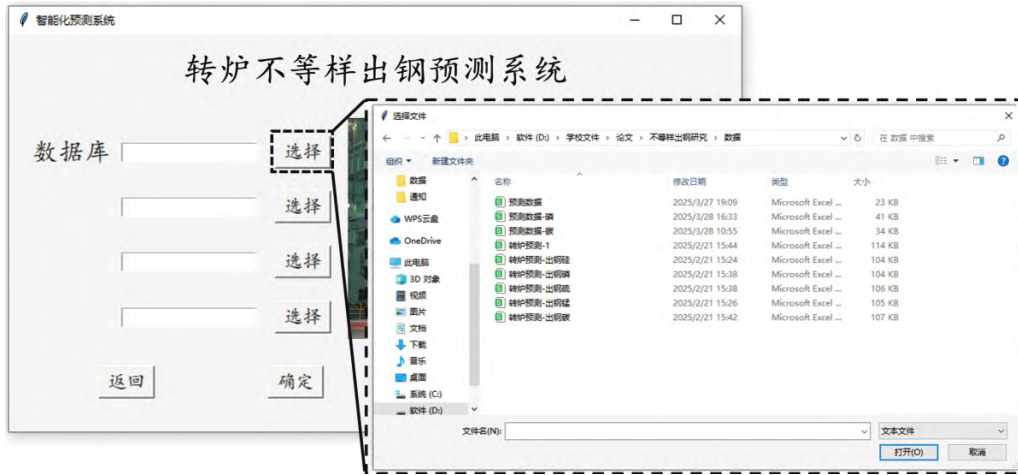 智能化预测系统
转炉不等样出钢预测系统
数据库 选择
选择
选择
选择
返回 确定
选择文件
此电脑 › 软件 (D:) › 学校文件 › 论文 › 不等样出钢研究 › 数据
在 数据 中搜索
组织 新建文件夹
数据
通知
WPS云盘
OneDrive
此电脑
3D 对象
视频
图片
文档
下载
音乐
桌面
系统 (C:)
软件 (D:)
名称 修改日期 类型 大小
预测数据 2025/3/27 19:09 Microsoft Excel ... 23 KB
预测数据-磷 2025/3/28 16:33 Microsoft Excel ... 41 KB
预测数据-碳 2025/3/28 10:55 Microsoft Excel ... 34 KB
转炉预测-1 2025/2/21 15:44 Microsoft Excel ... 114 KB
转炉预测-出钢硅 2025/2/21 15:24 Microsoft Excel ... 104 KB
转炉预测-出钢磷 2025/2/21 15:38 Microsoft Excel ... 104 KB
转炉预测-出钢硫 2025/2/21 15:38 Microsoft Excel ... 106 KB
转炉预测-出钢锰 2025/2/21 15:26 Microsoft Excel ... 105 KB
转炉预测-出钢碳 2025/2/21 15:42 Microsoft Excel ... 107 KB
文件名(N): 文本文件
打开(O) 取消